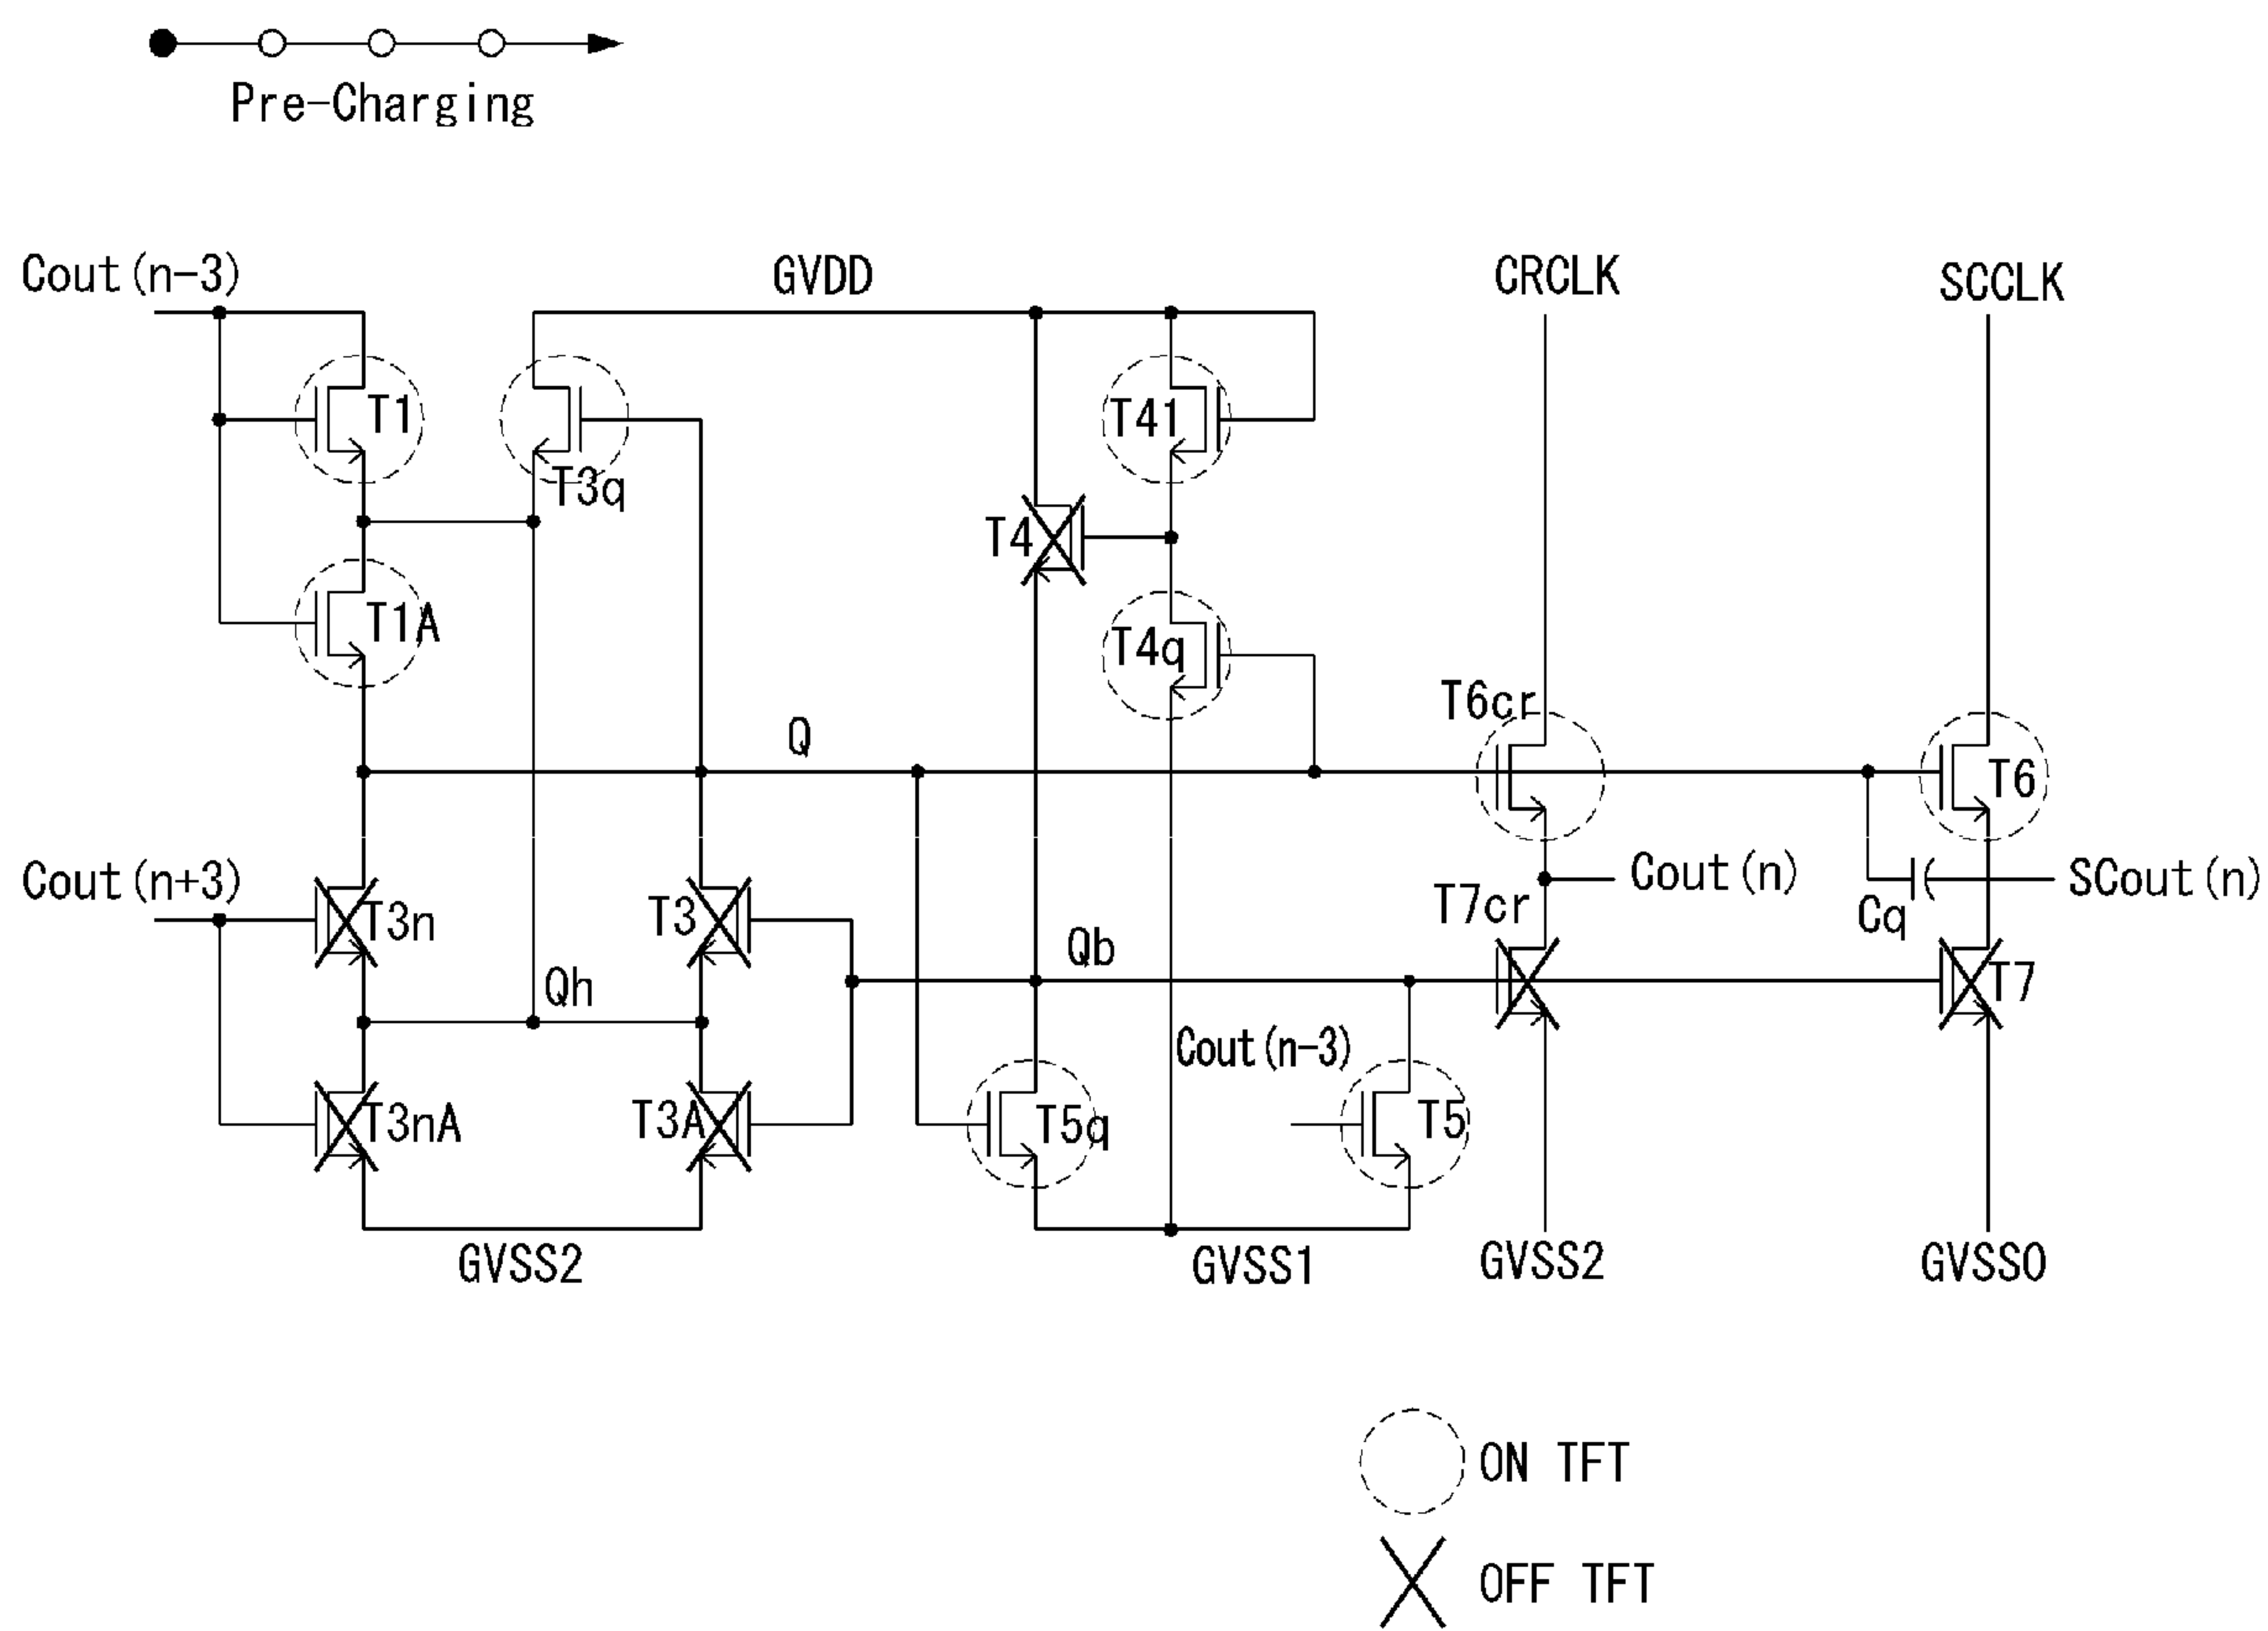 Pre-Charging
Cout(n-3)
GVDD
CRCLK
SCCLK
T1
T3q
T41
T4
T1A
T4q
T6cr
Q
T6
Cout(n+3)
T3n
T3
Cout(n)
SCout(n)
T7cr
Cq
Qb
Qh
T7
Cout(n-3)
T3nA
T3A
T5q
T5
GVSS2
GVSS1
GVSS2
GVSS0
ON TFT
OFF TFT